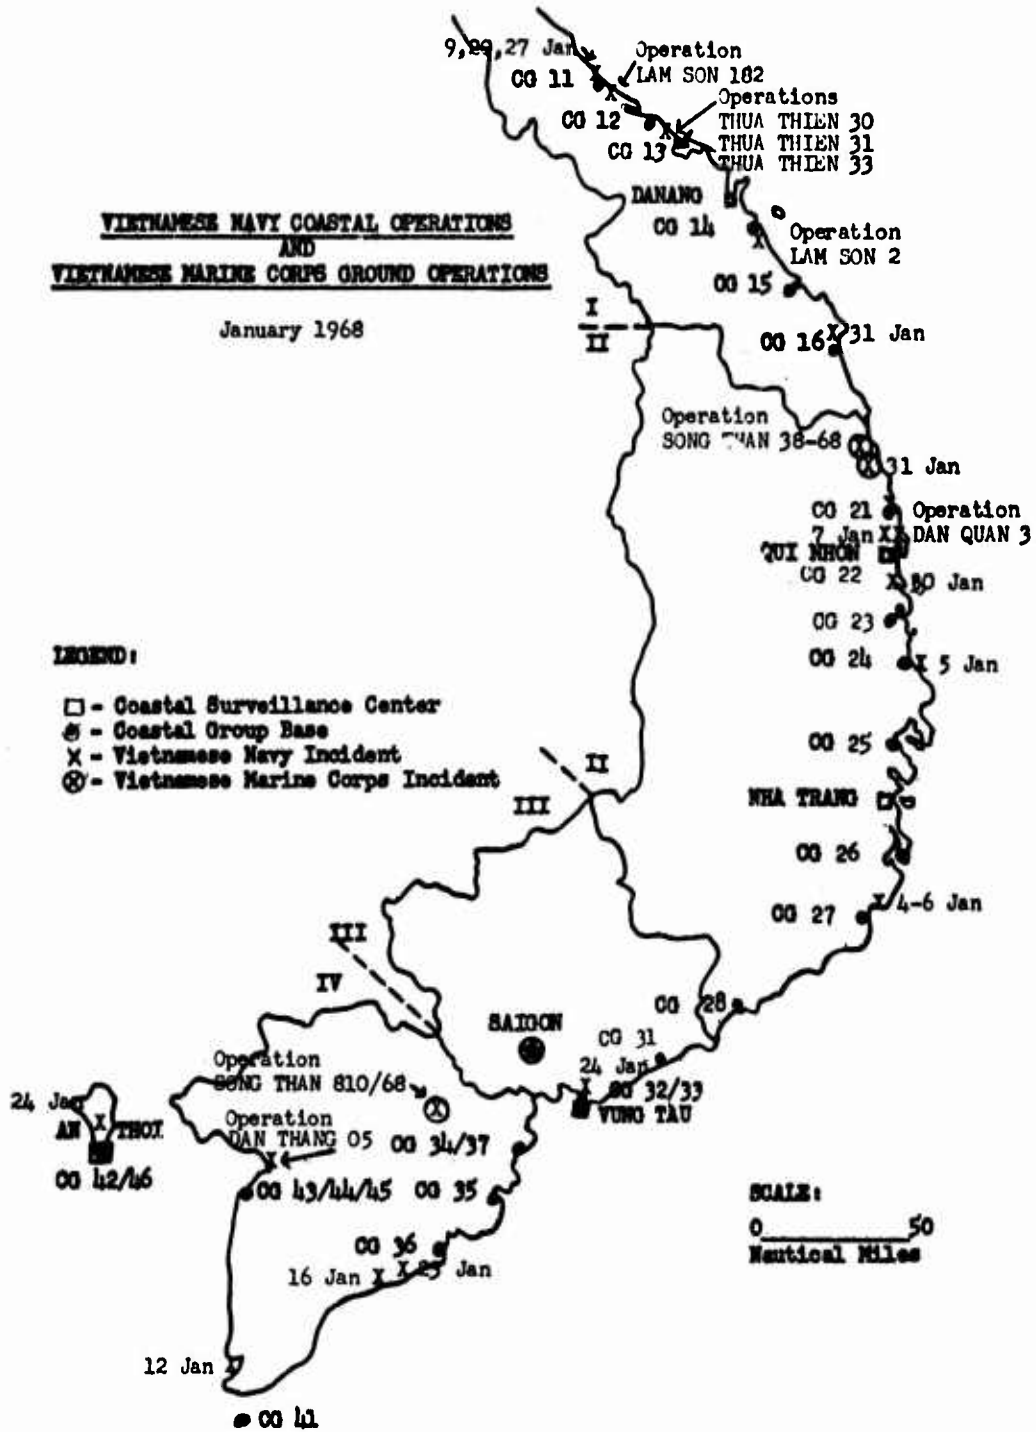 9,29,27 Jan
Operation
LAM SON 182
CG 11
Operations
THUA THIEN 30
THUA THIEN 31
THUA THIEN 33
CG 12
CG 13
DANANG
CG 14
Operation
LAM SON 2
VIETNAMESE NAVY COASTAL OPERATIONS
AND
VIETNAMESE MARINE CORPS GROUND OPERATIONS
January 1968
CG 15
I
II
CG 16
31 Jan
Operation
SONG THAN 38-68
31 Jan
CG 21
Operation
DAN QUAN 3
7 Jan
QUI NHON
CG 22
Jan
CG 23
CG 24
5 Jan
LEGEND:
- Coastal Surveillance Center
- Coastal Group Base
X - Vietnamese Navy Incident
- Vietnamese Marine Corps Incident
CG 25
II
III
NHA TRANG
CG 26
CG 27
4-6 Jan
III
IV
CG 28
SAIGON
CG 31
24 Jan
CG 32/33
VUNG TAU
Operation
SONG THAN 810/68
24 Jan
AN THOI
CG 42/46
Operation
DAN THANG 05
CG 34/37
CG 43/44/45
CG 35
CG 36
16 Jan
Jan
SCALE:
0 50
Nautical Miles
12 Jan
CG 41